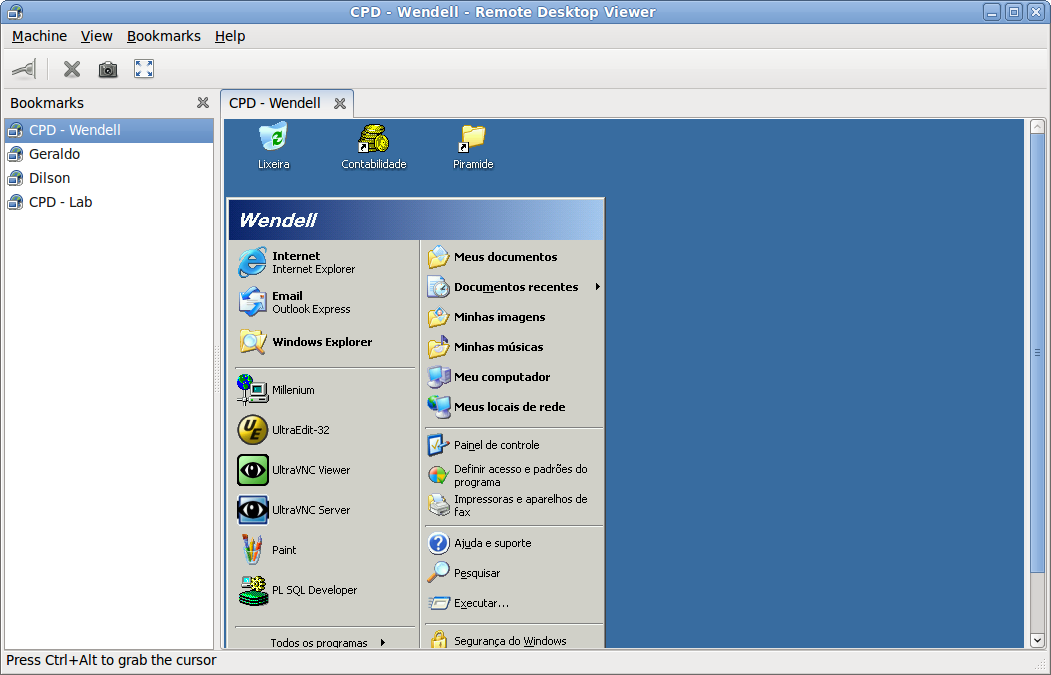 CPD - Wendell - Remote Desktop Viewer
Machine View Bookmarks Help
Bookmarks
CPD - Wendell
Geraldo
Dilson
CPD - Lab
CPD - Wendell
Lixeira Contabilidade Piramide
Wendell
Internet
Internet Explorer
Email
Outlook Express
Windows Explorer
Millenium
UltraEdit-32
UltraVNC Viewer
UltraVNC Server
Paint
PL SQL Developer
Todos os programas
Meus documentos
Documentos recentes
Minhas imagens
Minhas músicas
Meu computador
Meus locais de rede
Painel de controle
Definir acesso e padrões do
programa
Impressoras e aparelhos de
fax
Ajuda e suporte
Pesquisar
Executar...
Segurança do Windows
Press Ctrl+Alt to grab the cursor